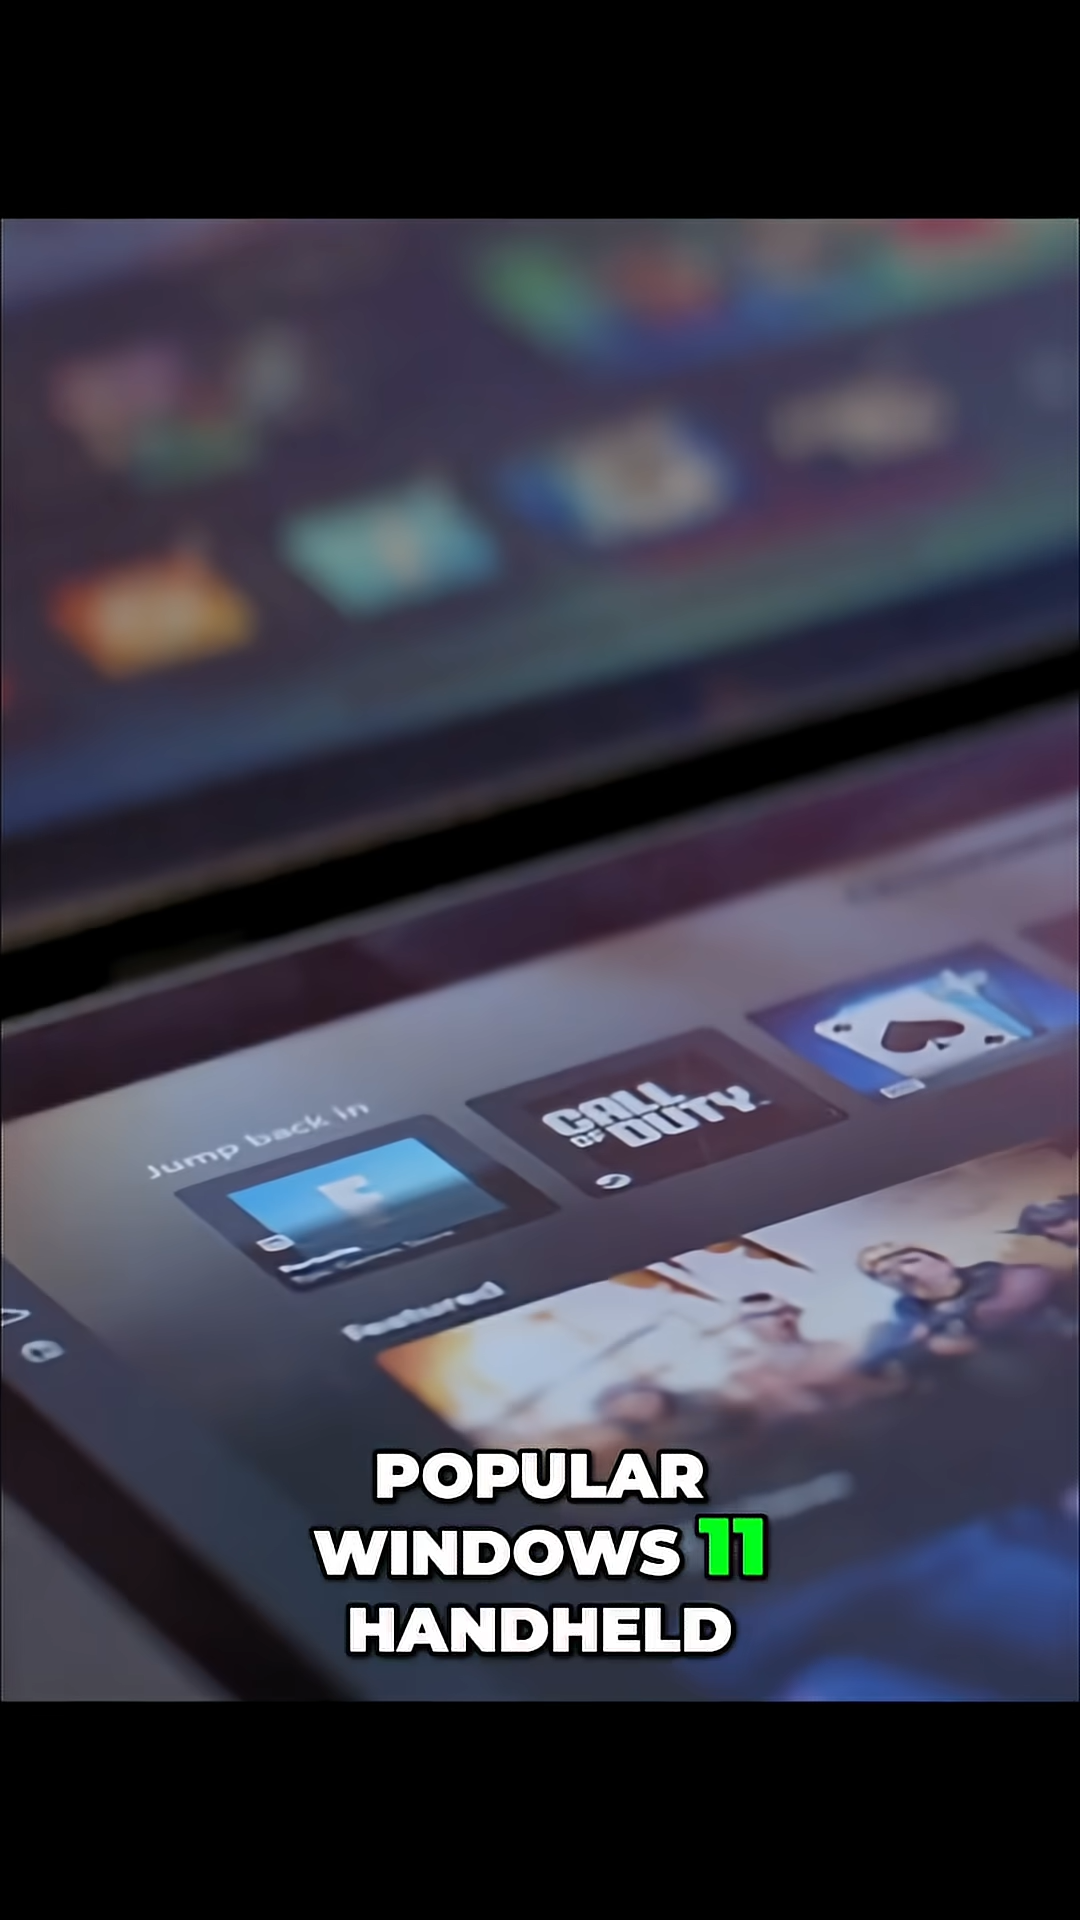 Jump back in
CALL
OF DUTY
Featured
POPULAR
WINDOWS 11
HANDHELD